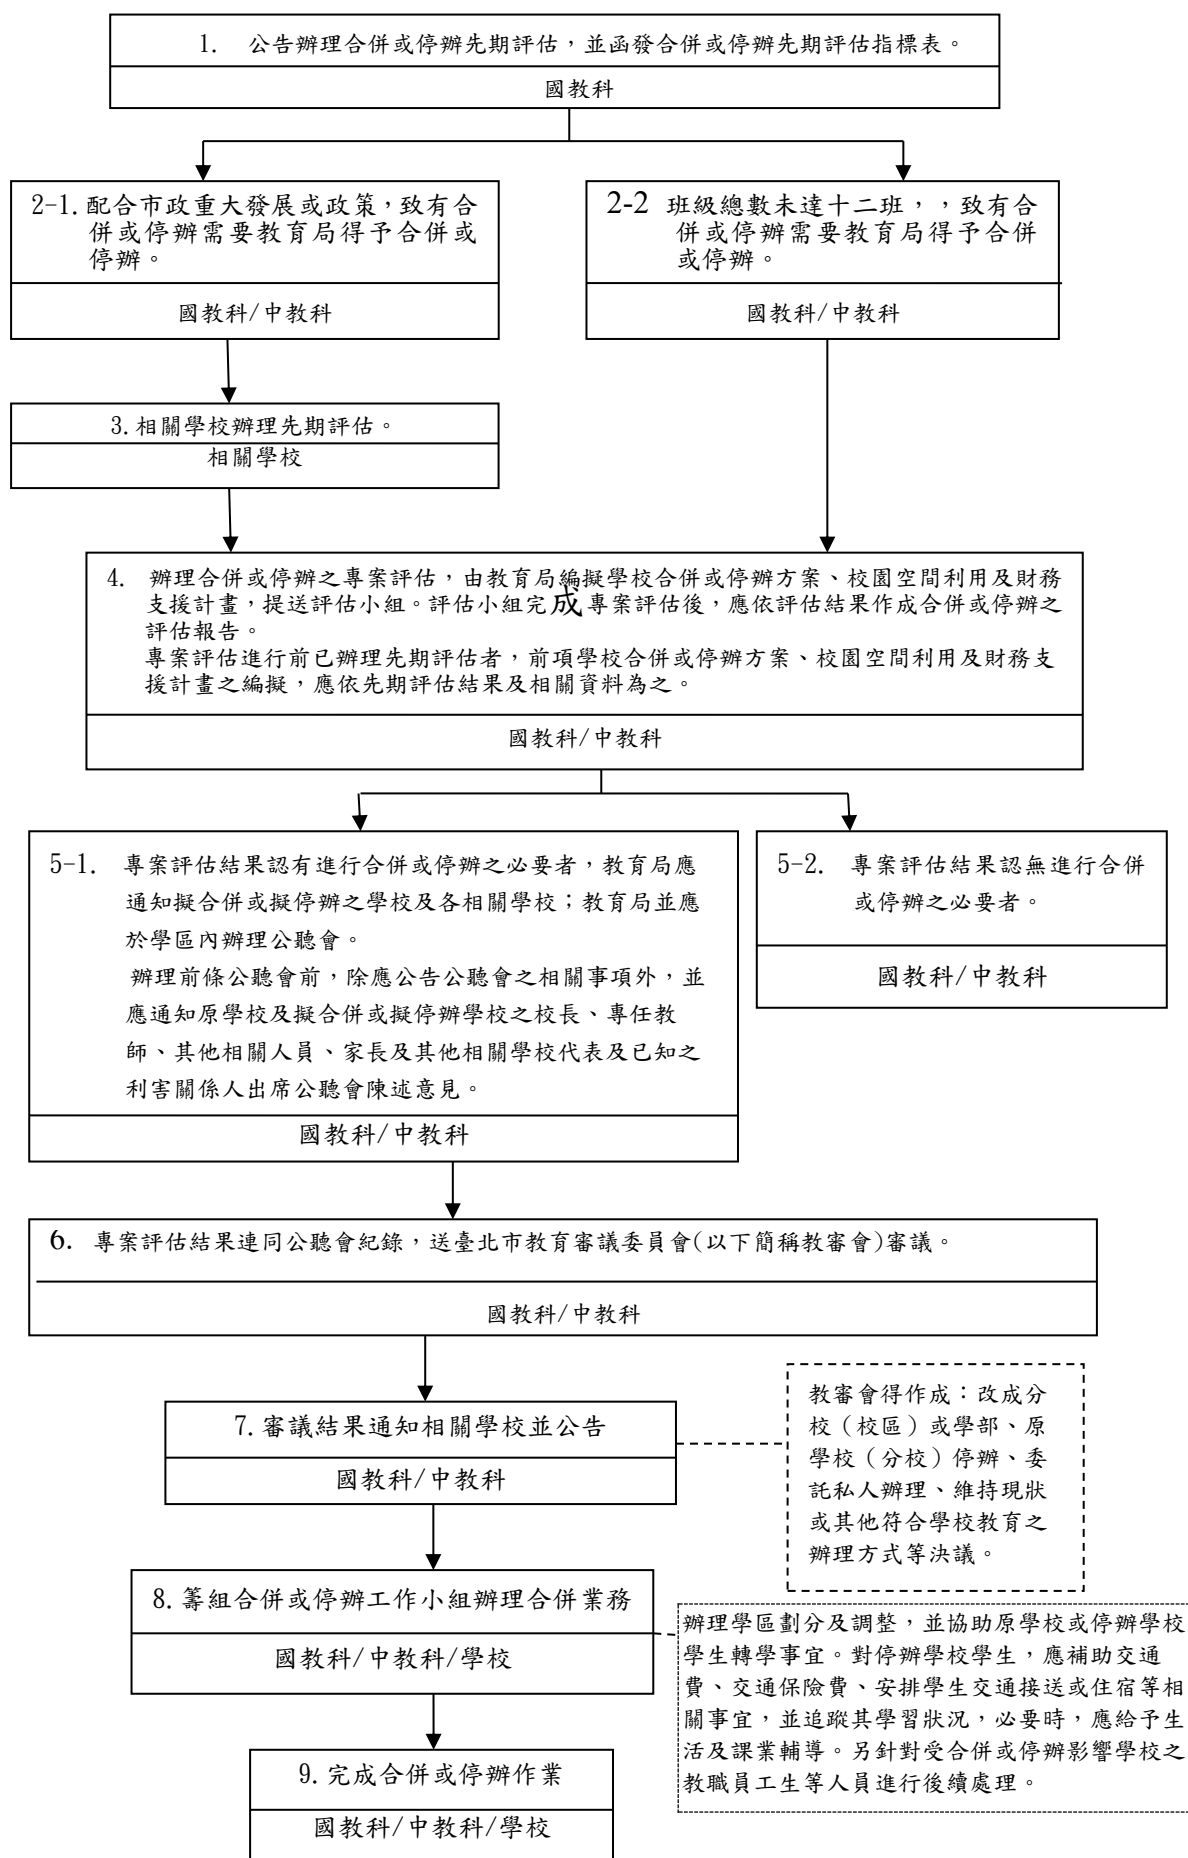 1. 公告辦理合併或停辦先期評估，並函發合併或停辦先期評估指標表。
國教科
2-1. 配合市政重大發展或政策，致有合
併或停辦需要教育局得予合併或
停辦。
國教科/中教科
2-2 班級總數未達十二班，，致有合
併或停辦需要教育局得予合併
或停辦。
國教科/中教科
3. 相關學校辦理先期評估。
相關學校
4. 辦理合併或停辦之專案評估，由教育局編擬學校合併或停辦方案、校園空間利用及財務
支援計畫，提送評估小組。評估小組完成專案評估後，應依評估結果作成合併或停辦之
評估報告。
專案評估進行前已辦理先期評估者，前項學校合併或停辦方案、校園空間利用及財務支
援計畫之編擬，應依先期評估結果及相關資料為之。
國教科/中教科
5-1. 專案評估結果認有進行合併或停辦之必要者，教育局應
通知擬合併或擬停辦之學校及各相關學校；教育局並應
於學區內辦理公聽會。
辦理前條公聽會前，除應公告公聽會之相關事項外，並
應通知原學校及擬合併或擬停辦學校之校長、專任教
師、其他相關人員、家長及其他相關學校代表及已知之
利害關係人出席公聽會陳述意見。
國教科/中教科
5-2. 專案評估結果認無進行合併
或停辦之必要者。
國教科/中教科
6. 專案評估結果連同公聽會紀錄，送臺北市教育審議委員會(以下簡稱教審會)審議。
國教科/中教科
7. 審議結果通知相關學校並公告
國教科/中教科
教審會得作成：改成分
校（校區）或學部、原
學校（分校）停辦、委
託私人辦理、維持現狀
或其他符合學校教育之
辦理方式等決議。
8. 籌組合併或停辦工作小組辦理合併業務
國教科/中教科/學校
辦理學區劃分及調整，並協助原學校或停辦學校
學生轉學事宜。對停辦學校學生，應補助交通
費、交通保險費、安排學生交通接送或住宿等相
關事宜，並追蹤其學習狀況，必要時，應給予生
活及課業輔導。另針對受合併或停辦影響學校之
教職員工生等人員進行後續處理。
9. 完成合併或停辦作業
國教科/中教科/學校